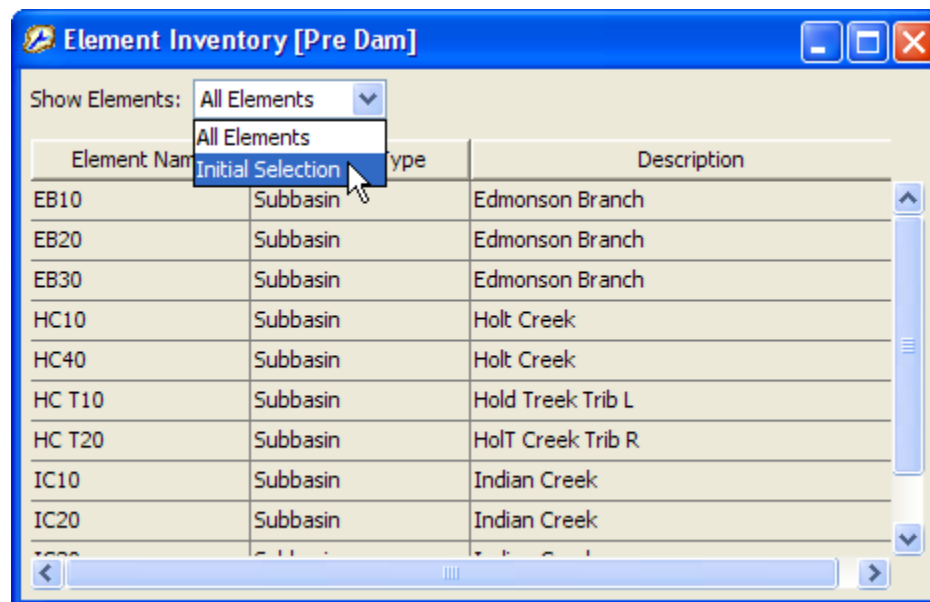 Element Inventory [Pre Dam]
Show Elements: All Elements
All Elements
Initial Selection
Element Nam ype Description
EB10 Subbasin Edmonson Branch
EB20 Subbasin Edmonson Branch
EB30 Subbasin Edmonson Branch
HC10 Subbasin Holt Creek
HC40 Subbasin Holt Creek
HC T10 Subbasin Hold Treek Trib L
HC T20 Subbasin HolT Creek Trib R
IC10 Subbasin Indian Creek
IC20 Subbasin Indian Creek